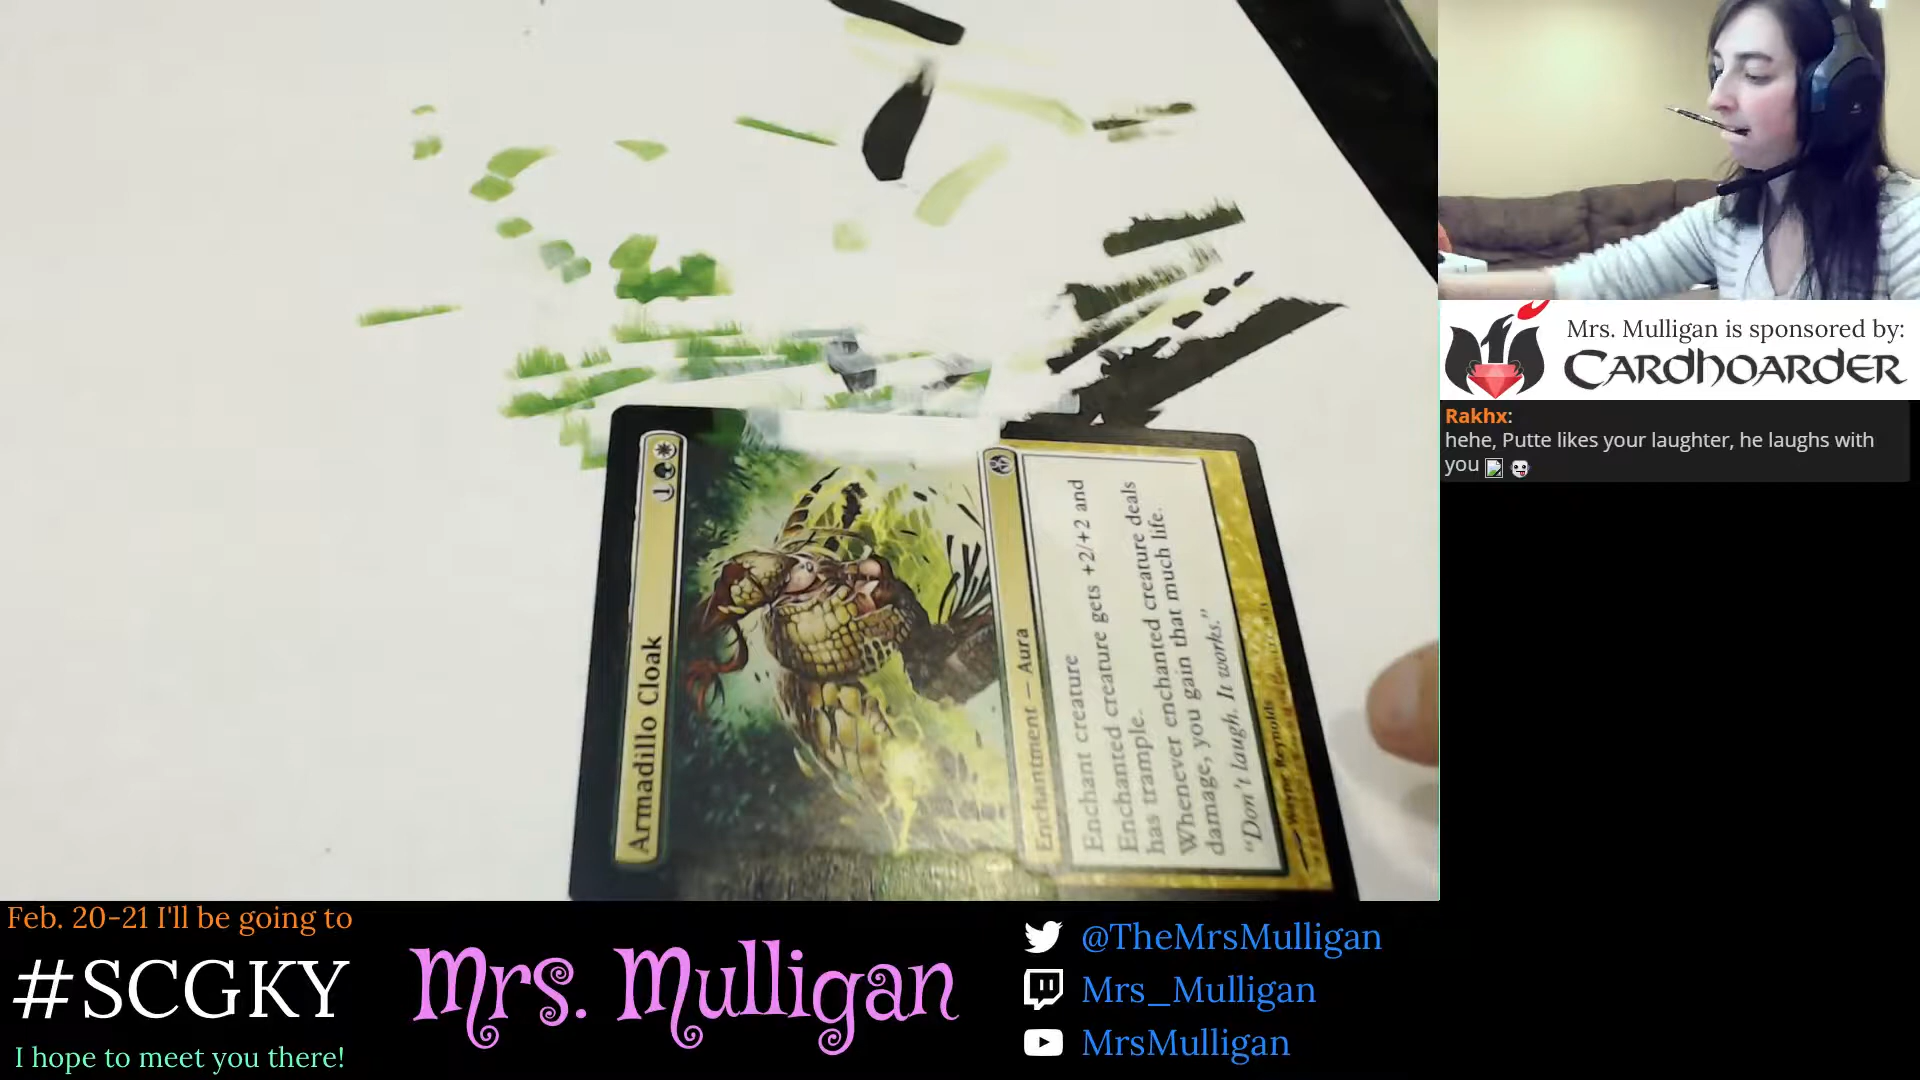 Armadillo Cloak
1
Enchantment — Aura
Enchant creature
Enchanted creature gets +2/+2 and
has trample.
Whenever enchanted creature deals
damage, you gain that much life.
"Don't laugh. It works."
Wayne Reynolds
Mrs. Mulligan is sponsored by:
CARDHOARDER
Rakhx:
hehe, Putte likes your laughter, he laughs with
you
Feb. 20-21 I'll be going to
#SCGKY
I hope to meet you there!
Mrs. Mulligan
@TheMrsMulligan
Mrs_Mulligan
MrsMulligan